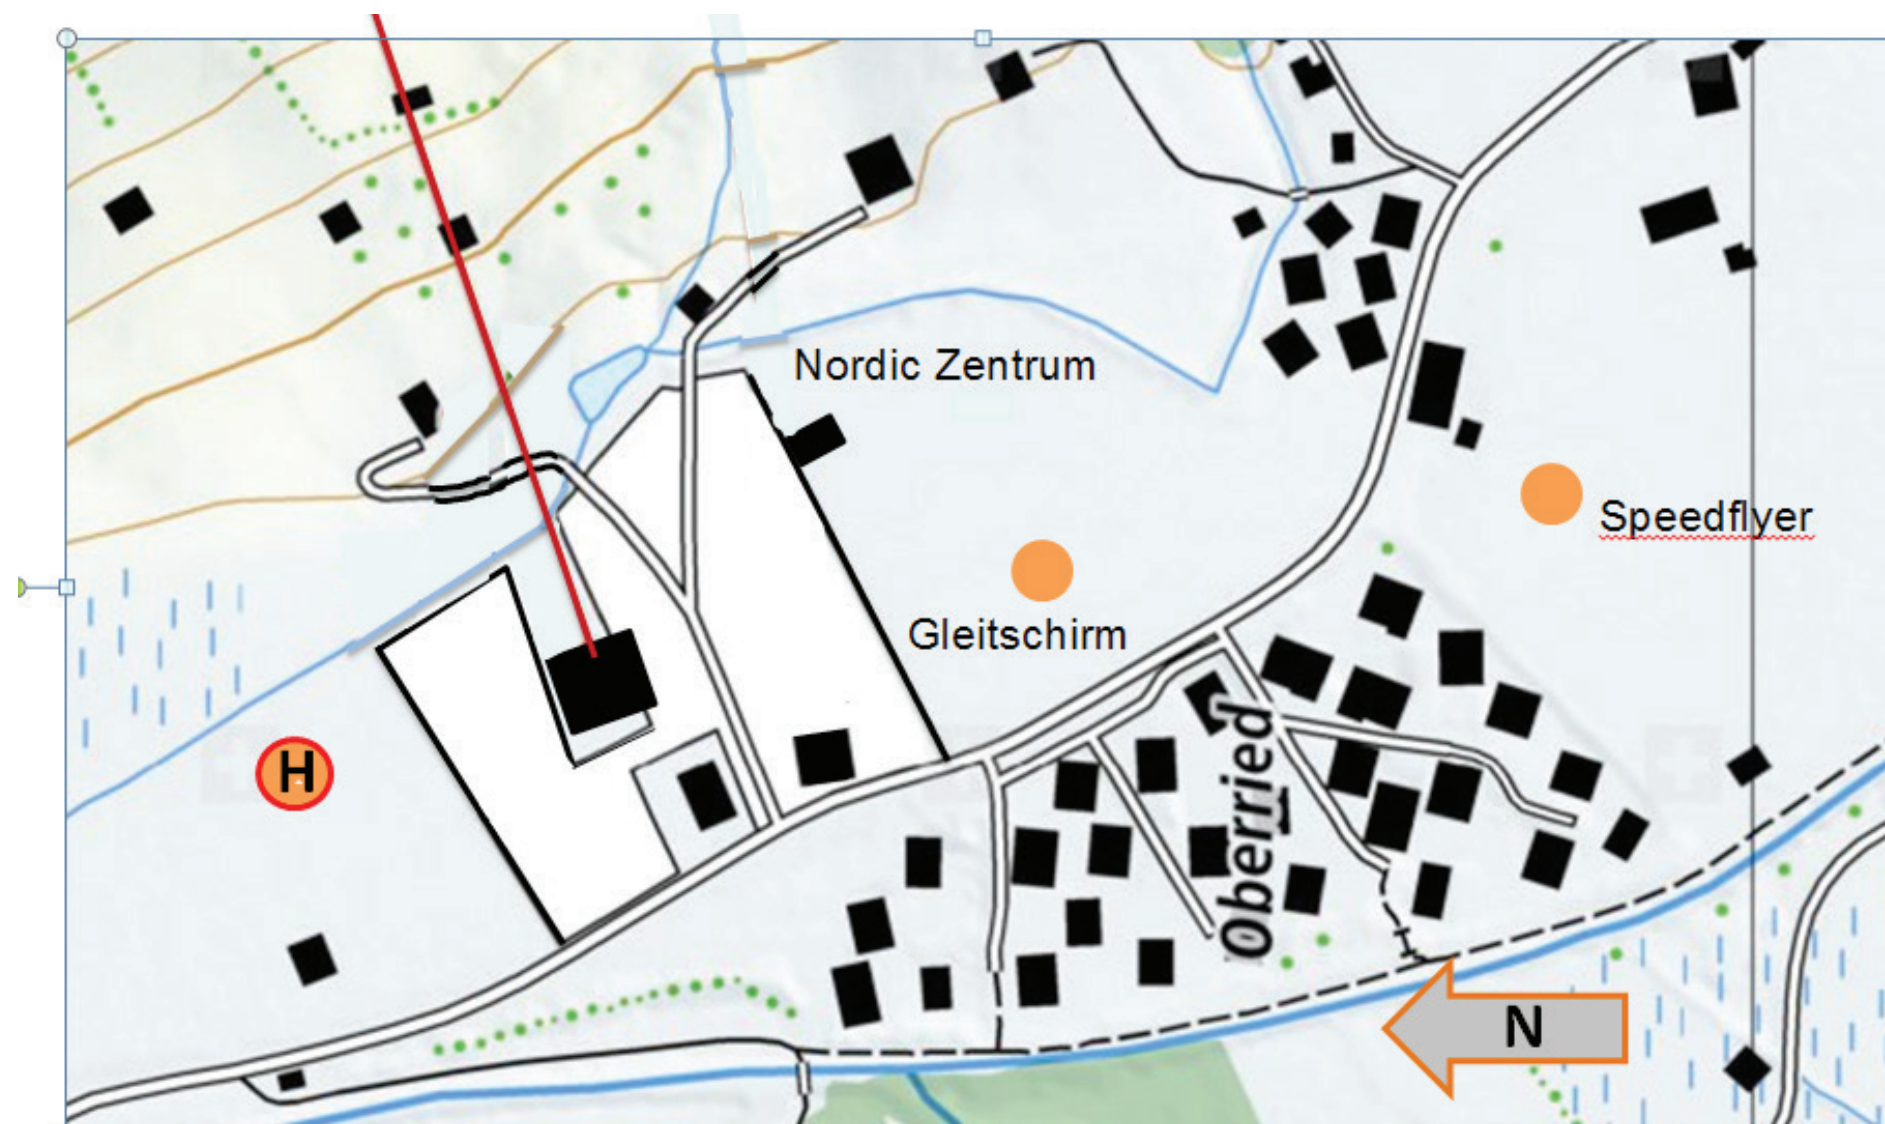 Nordic Zentrum
Speedflyer
Gleitschirm
H
Oberried
N